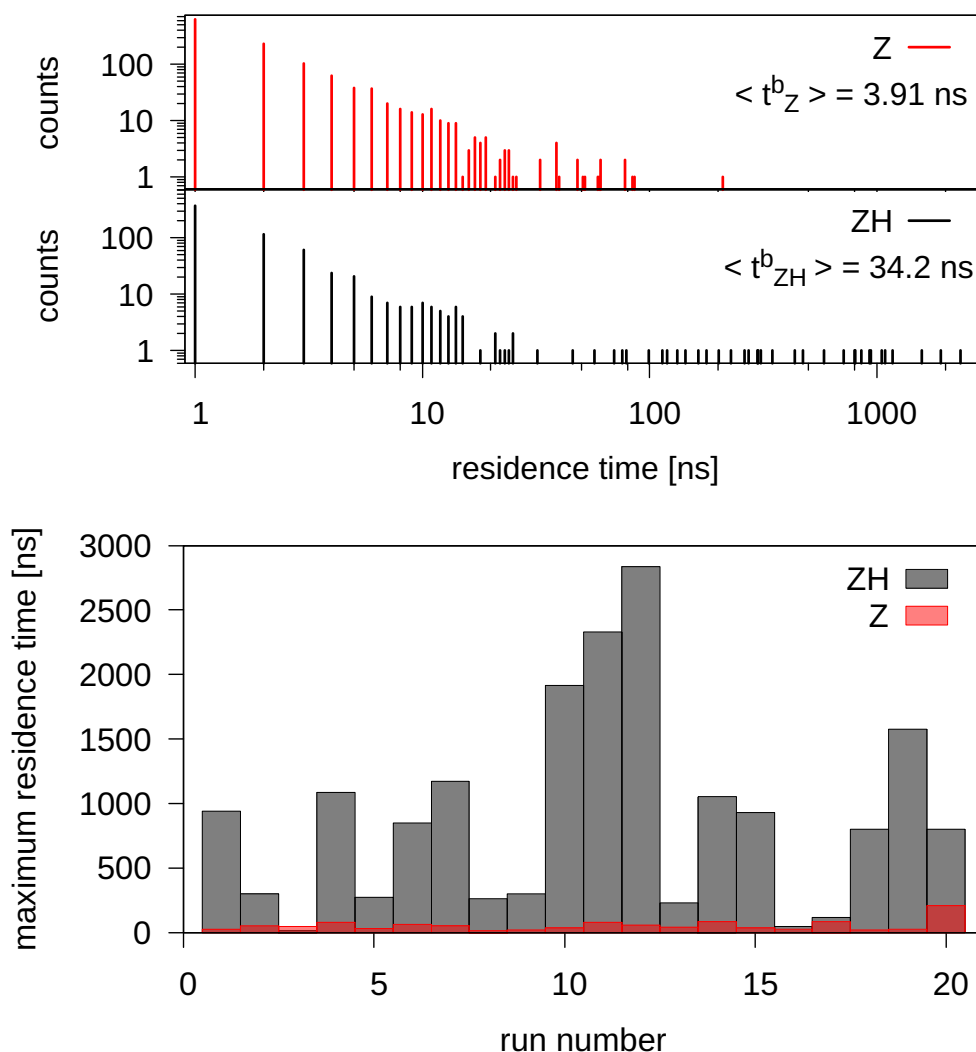 counts
100
10
1
Z
< t^b_Z > = 3.91 ns
counts
100
10
1
ZH
< t^b_ZH > = 34.2 ns
1 10 100 1000
residence time [ns]
maximum residence time [ns]
3000
2500
2000
1500
1000
500
0
ZH
Z
0 5 10 15 20
run number